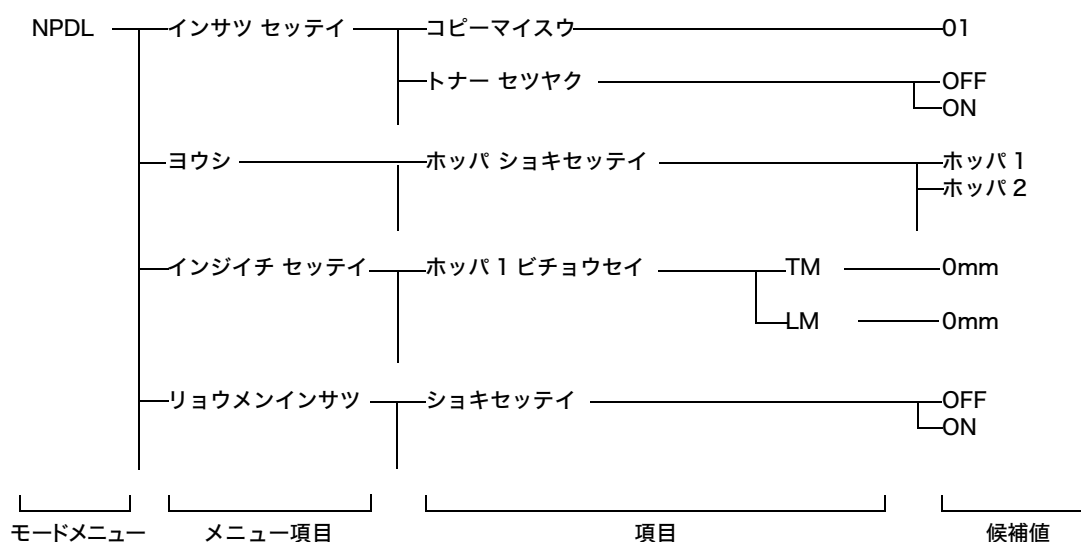 NPDL インサツ セッテイ コピーマイスウ 01
トナー セツヤク OFF
ON
ヨウシ ホッパ ショキセッテイ ホッパ 1
ホッパ 2
インジイチ セッテイ ホッパ 1 ビチョウセイ TM 0mm
LM 0mm
リョウメンインサツ ショキセッテイ OFF
ON
モードメニュー メニュー項目 項目 候補値